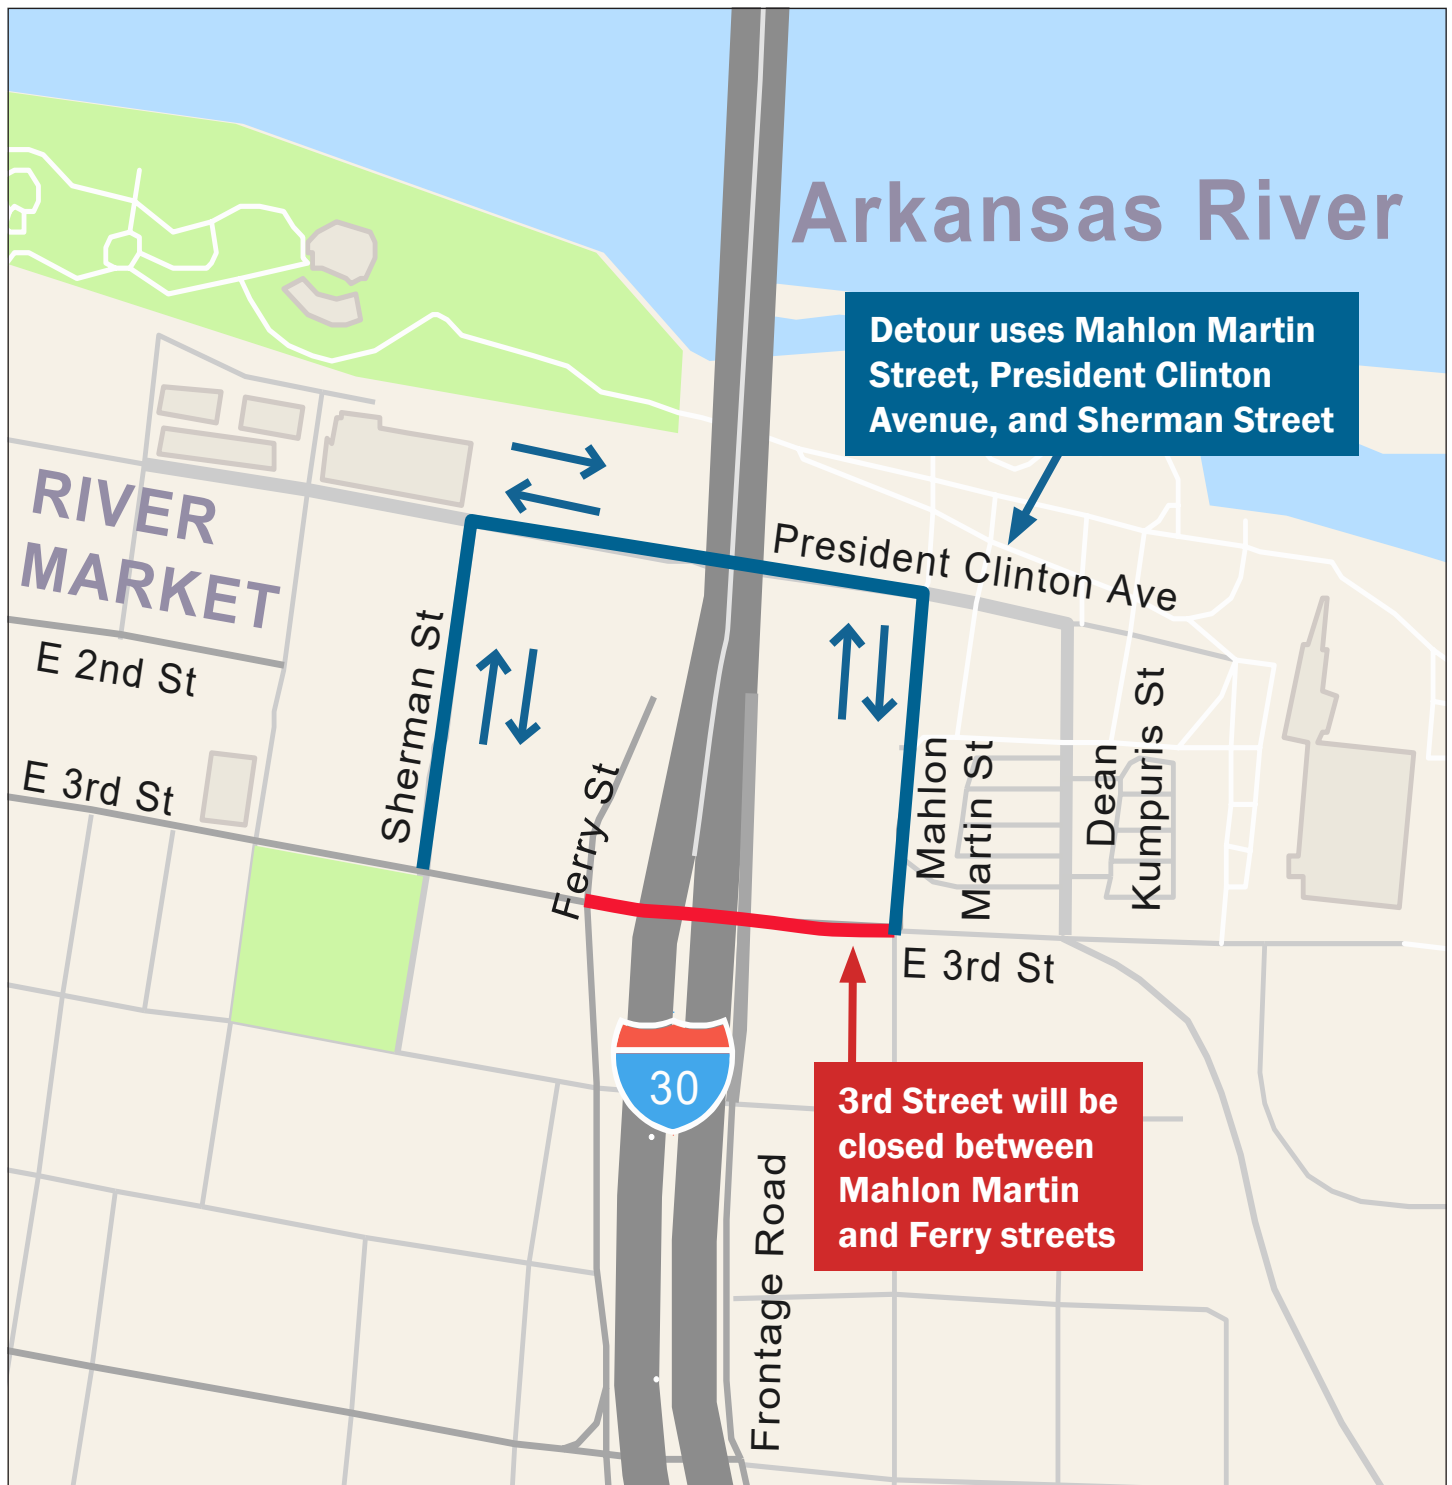 Arkansas River
Detour uses Mahlon Martin
Street, President Clinton
Avenue, and Sherman Street
RIVER
MARKET
President Clinton Ave
E 2nd St
Sherman St
E 3rd St
Ferry St
Mahlon
Martin St
Dean
Kumpuris St
E 3rd St
30
3rd Street will be
closed between
Mahlon Martin
and Ferry streets
Frontage Road